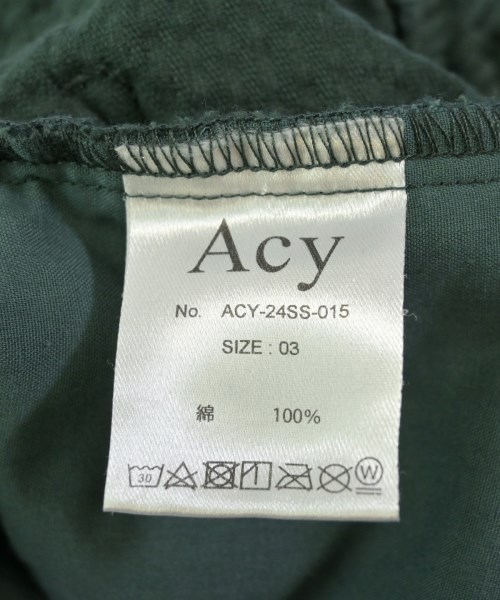 Acy
No. ACY-24SS-015
SIZE : 03
綿 100%
30 W